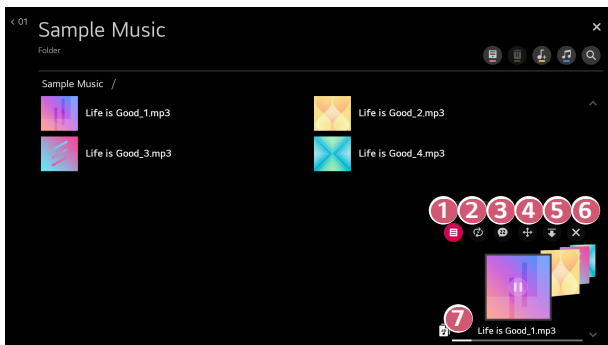 < 01
Sample Music
Folder
Sample Music /
Life is Good_1.mp3
Life is Good_2.mp3
Life is Good_3.mp3
Life is Good_4.mp3
1 2 3 4 5 6
7
Life is Good_1.mp3